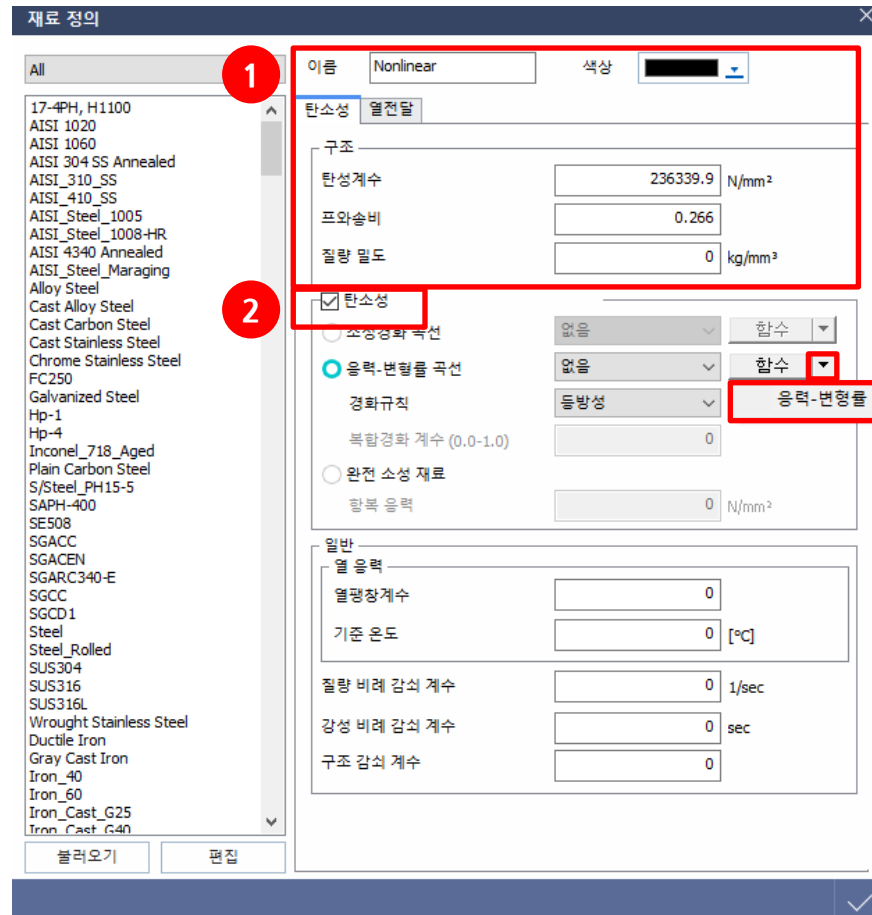 재료 정의
All
1
이름 Nonlinear 색상
17-4PH, H1100
AISI 1020
AISI 1060
AISI 304 SS Annealed
AISI_310_SS
AISI_410_SS
AISI_Steel_1005
AISI_Steel_1008-HR
AISI 4340 Annealed
AISI_Steel_Maraging
Alloy Steel
Cast Alloy Steel
Cast Carbon Steel
Cast Stainless Steel
Chrome Stainless Steel
FC250
Galvanized Steel
Hp-1
Hp-4
Inconel_718_Aged
Plain Carbon Steel
S/Steel_PH15-5
SAPH-400
SE508
SGACC
SGACEN
SGARC340-E
SGCC
SGCD1
Steel
Steel_Rolled
SUS304
SUS316
SUS316L
Wrought Stainless Steel
Ductile Iron
Gray Cast Iron
Iron_40
Iron_60
Iron_Cast_G25
Iron_Cast_G40
불러오기 편집
탄소성 열전달
구조
탄성계수 236339.9 N/mm²
프와송비 0.266
질량 밀도 0 kg/mm³
2
탄소성
소성경화 곡선 없음 함수
응력-변형률 곡선 없음 함수
경화규칙 등방성 응력-변형률
복합경화 계수 (0.0-1.0) 0
완전 소성 재료
항복 응력 0 N/mm²
일반
열 응력
열팽창계수 0
기준 온도 0 [°C]
질량 비례 감쇠 계수 0 1/sec
강성 비례 감쇠 계수 0 sec
구조 감쇠 계수 0